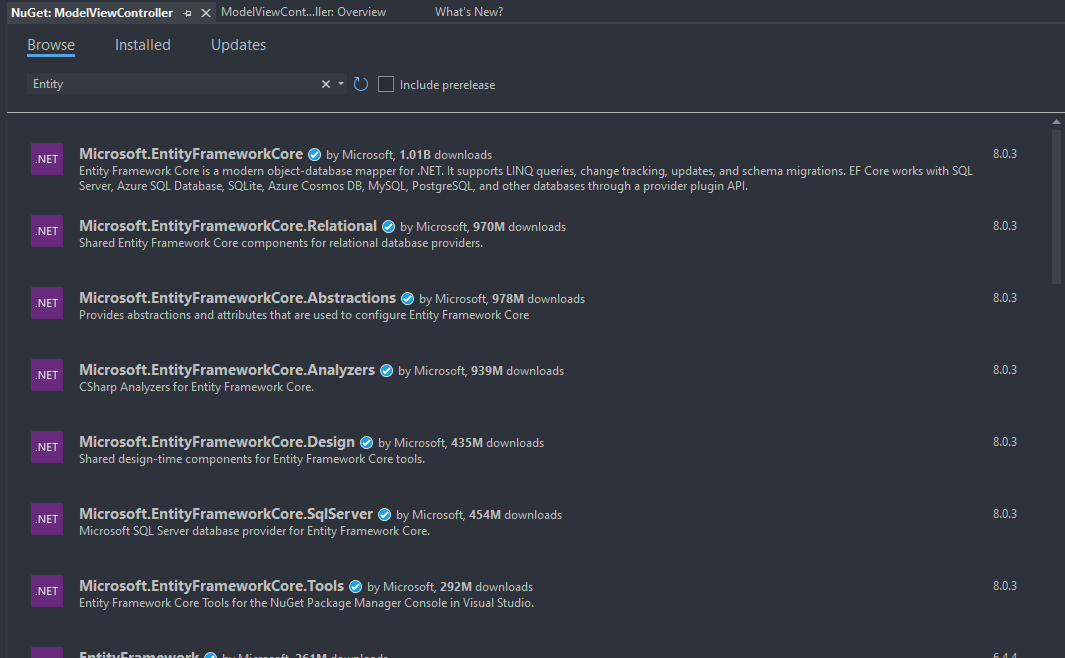 NuGet: ModelViewController
ModelViewCont...ller: Overview
What's New?
Browse
Installed
Updates
Entity
Include prerelease
.NET
Microsoft.EntityFrameworkCore by Microsoft, 1.01B downloads
8.0.3
Entity Framework Core is a modern object-database mapper for .NET. It supports LINQ queries, change tracking, updates, and schema migrations. EF Core works with SQL
Server, Azure SQL Database, SQLite, Azure Cosmos DB, MySQL, PostgreSQL, and other databases through a provider plugin API.
.NET
Microsoft.EntityFrameworkCore.Relational by Microsoft, 970M downloads
8.0.3
Shared Entity Framework Core components for relational database providers.
.NET
Microsoft.EntityFrameworkCore.Abstractions by Microsoft, 978M downloads
8.0.3
Provides abstractions and attributes that are used to configure Entity Framework Core
.NET
Microsoft.EntityFrameworkCore.Analyzers by Microsoft, 939M downloads
8.0.3
CSharp Analyzers for Entity Framework Core.
.NET
Microsoft.EntityFrameworkCore.Design by Microsoft, 435M downloads
8.0.3
Shared design-time components for Entity Framework Core tools.
.NET
Microsoft.EntityFrameworkCore.SqlServer by Microsoft, 454M downloads
8.0.3
Microsoft SQL Server database provider for Entity Framework Core.
.NET
Microsoft.EntityFrameworkCore.Tools by Microsoft, 292M downloads
8.0.3
Entity Framework Core Tools for the NuGet Package Manager Console in Visual Studio.
EntityFramework by Microsoft, 261M downloads
6.4.4